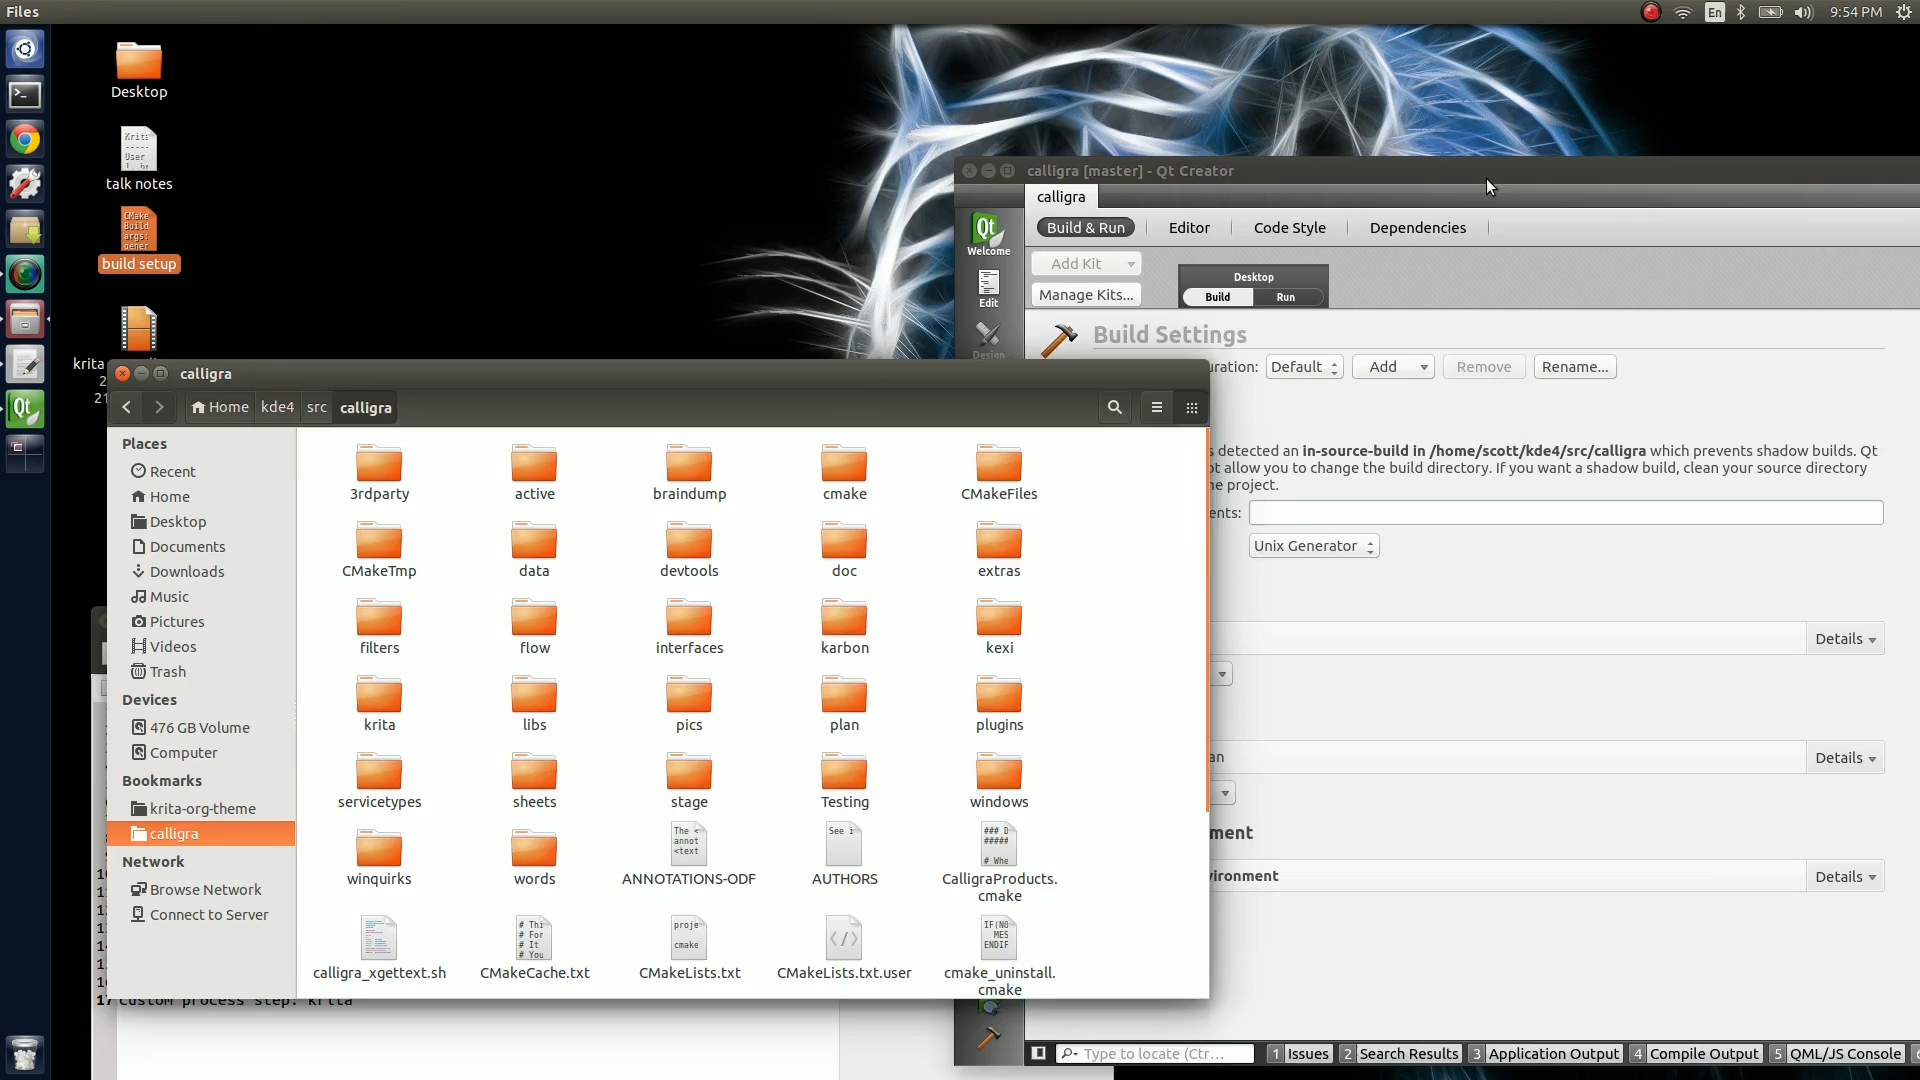 Files
En
9:54 PM
Desktop
talk notes
build setup
krita
calligra [master] - Qt Creator
calligra
Welcome
Edit
Design
Build & Run
Editor
Code Style
Dependencies
Add Kit
Manage Kits...
Desktop
Build
Run
Build Settings
uration:
Default
Add
Remove
Rename...
s detected an in-source-build in /home/scott/kde4/src/calligra which prevents shadow builds. Qt
ot allow you to change the build directory. If you want a shadow build, clean your source directory
he project.
ents:
Unix Generator
Details
an
Details
ment
vironment
Details
Type to locate (Ctr...
1 Issues
2 Search Results
3 Application Output
4 Compile Output
5 QML/JS Console
calligra
Home
kde4
src
calligra
Places
Recent
Home
Desktop
Documents
Downloads
Music
Pictures
Videos
Trash
Devices
476 GB Volume
Computer
Bookmarks
krita-org-theme
calligra
Network
Browse Network
Connect to Server
3rdparty
active
braindump
cmake
CMakeFiles
CMakeTmp
data
devtools
doc
extras
filters
flow
interfaces
karbon
kexi
krita
libs
pics
plan
plugins
servicetypes
sheets
stage
Testing
windows
winquirks
words
ANNOTATIONS-ODF
AUTHORS
CalligraProducts.
cmake
calligra_xgettext.sh
CMakeCache.txt
CMakeLists.txt
CMakeLists.txt.user
cmake_uninstall.
cmake
17 Custom process step: krita